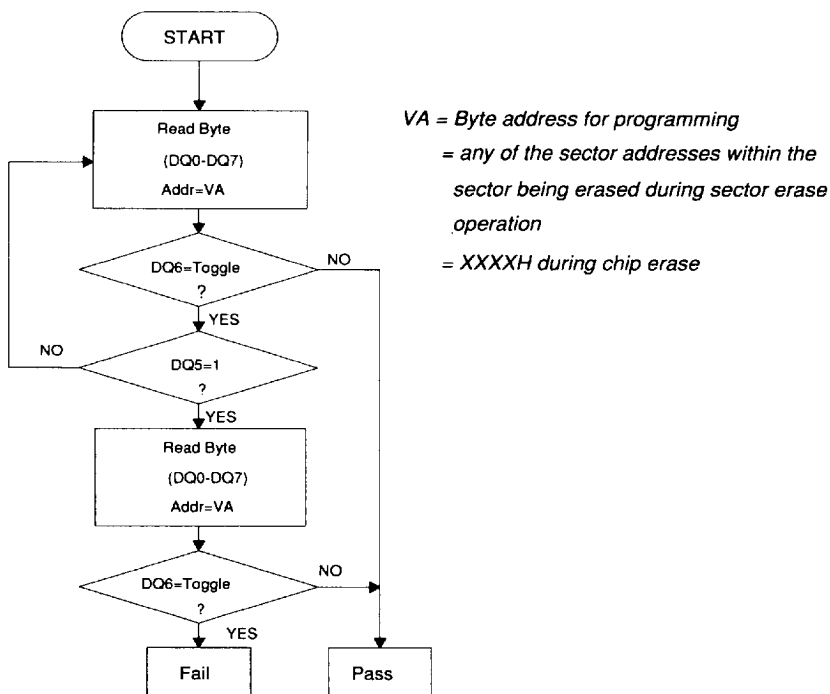 START
Read Byte
(DQ0-DQ7)
Addr=VA
VA = Byte address for programming
= any of the sector addresses within the
sector being erased during sector erase
operation
= XXXXH during chip erase
DQ6=Toggle
?
NO
YES
NO
DQ5=1
?
YES
Read Byte
(DQ0-DQ7)
Addr=VA
DQ6=Toggle
?
NO
YES
Fail
Pass